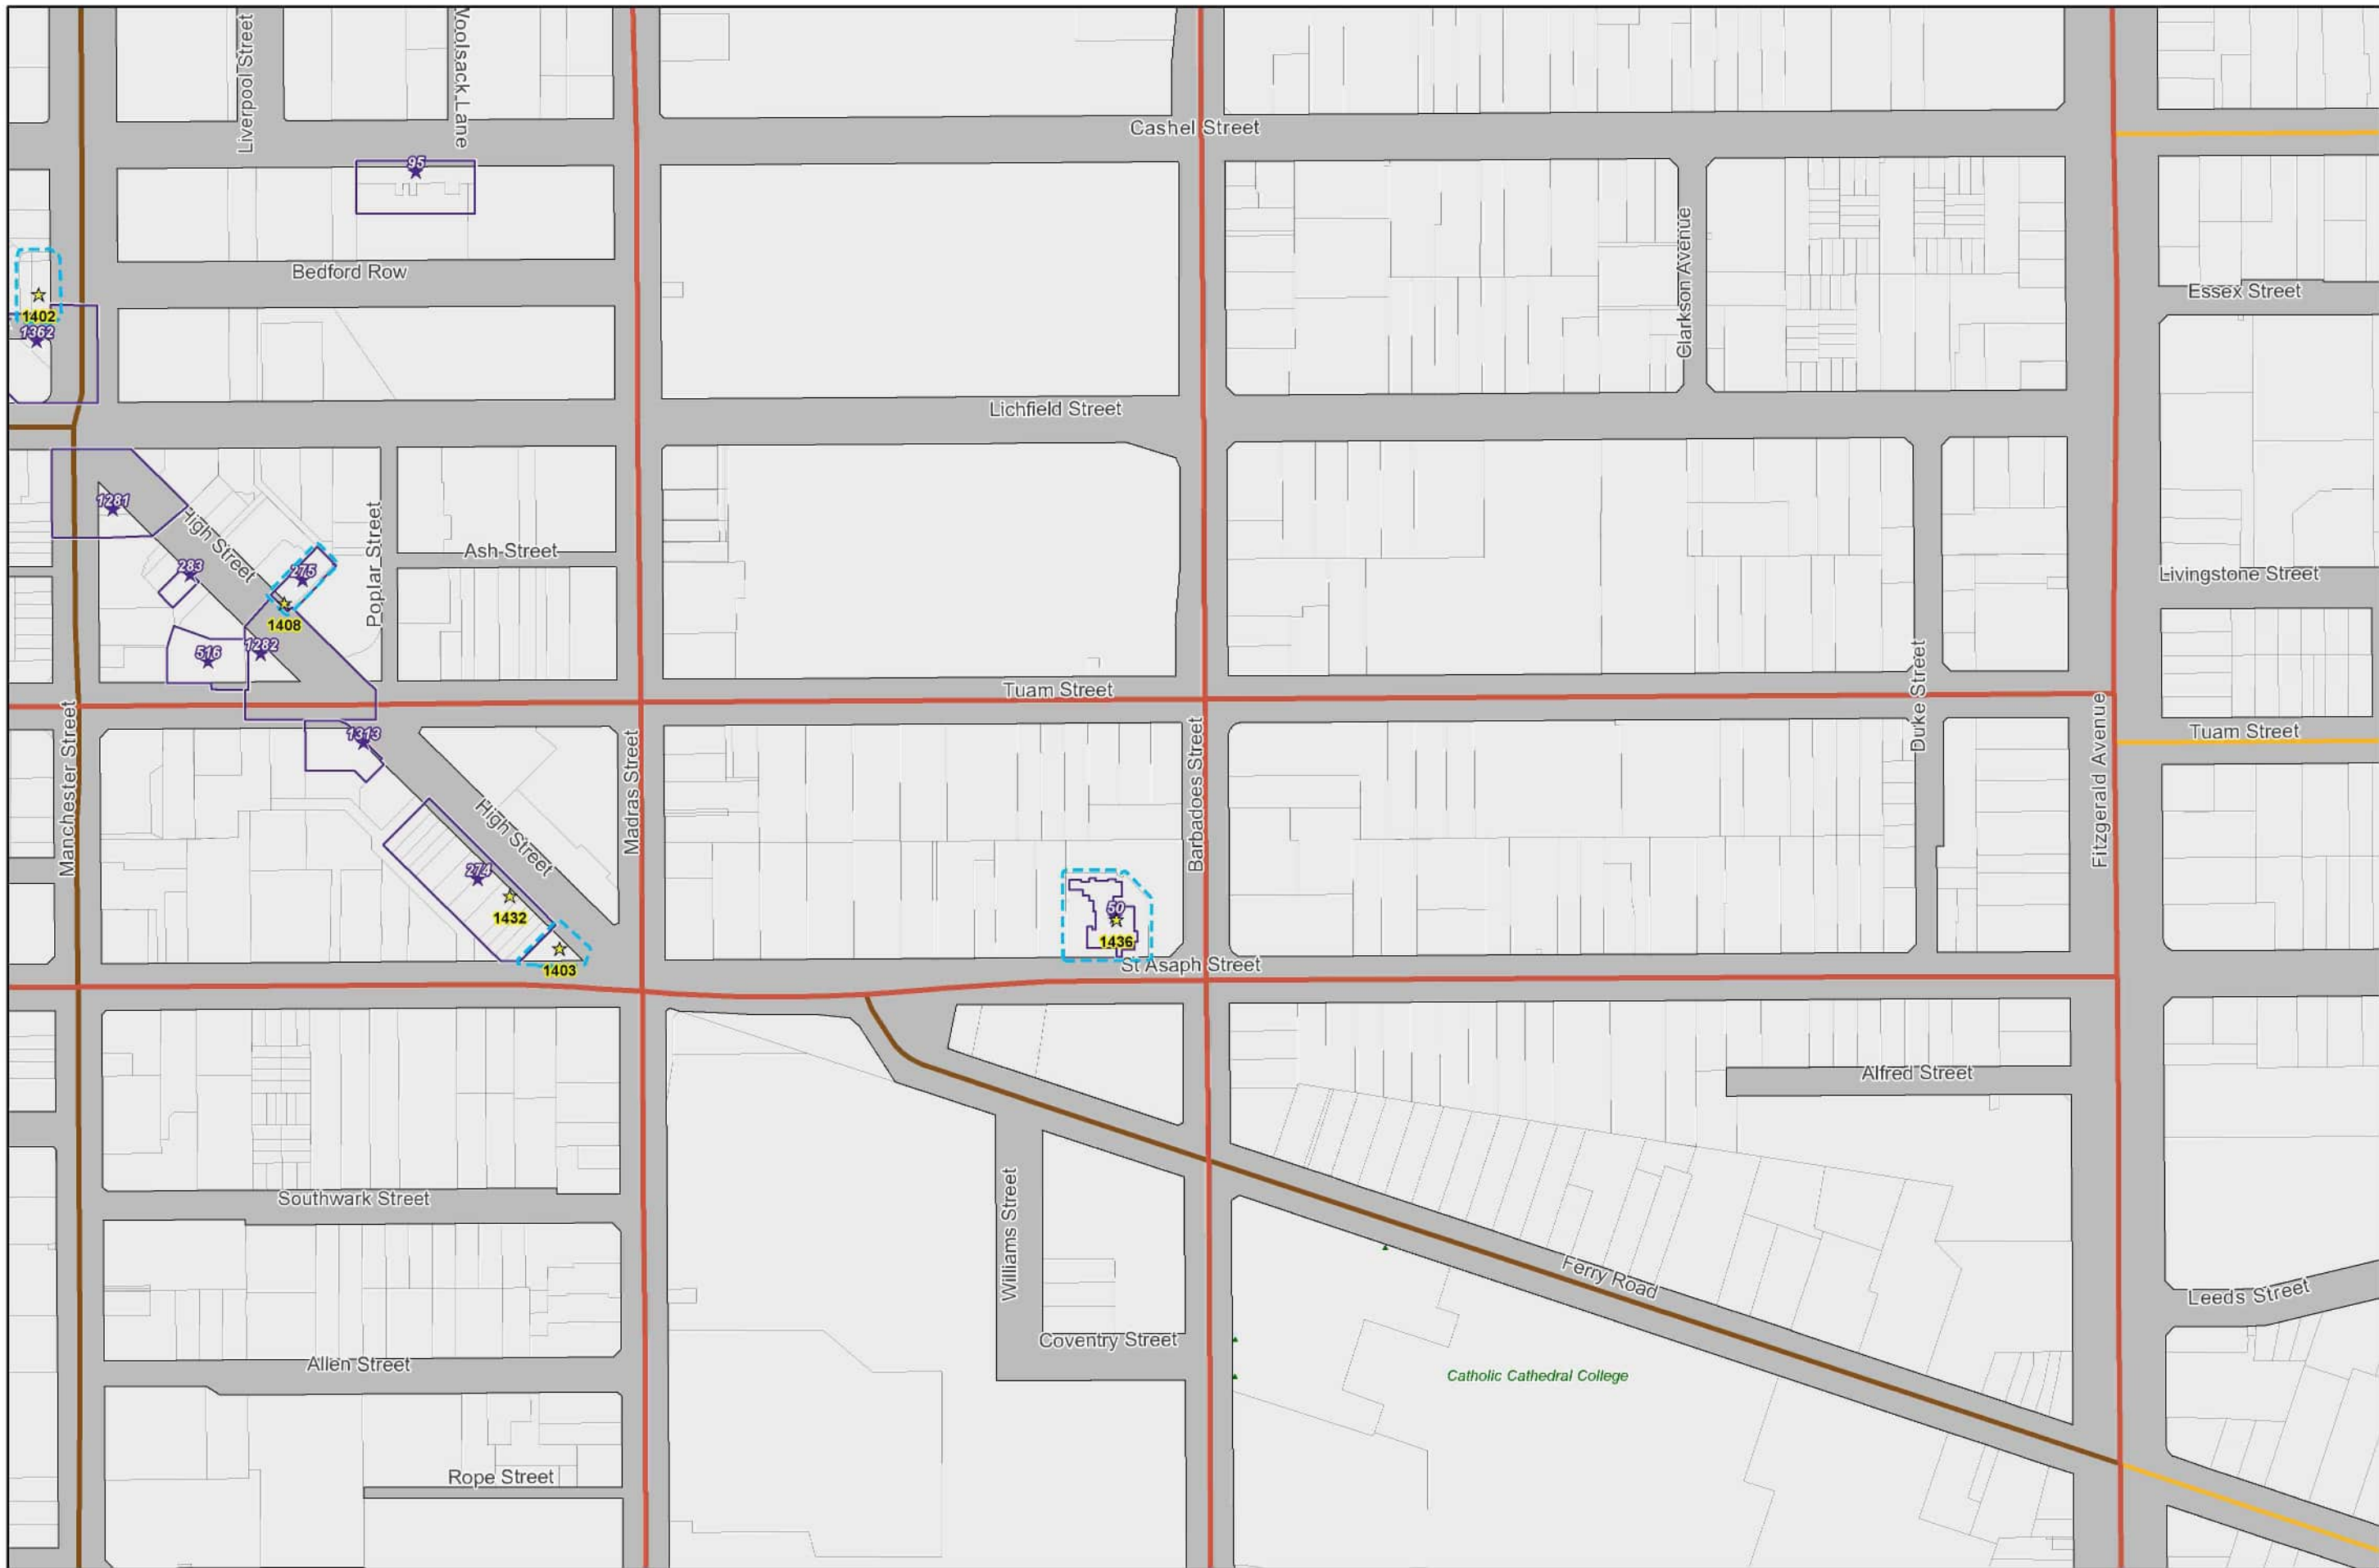 Liverpool Street
Woolsack Lane
Cashel Street
95
Bedford Row
Clarkson Avenue
Essex Street
1402
1362
Lichfield Street
1281
High Street
283
275
Poplar Street
Ash Street
Livingstone Street
1408
516
1282
Tuam Street
Duke Street
Manchester Street
1313
Madras Street
Barbadoes Street
Fitzgerald Avenue
Tuam Street
High Street
274
1432
50
1436
1403
St Asaph Street
Alfred Street
Southwark Street
Williams Street
Ferry Road
Leeds Street
Coventry Street
Allen Street
Catholic Cathedral College
Rope Street